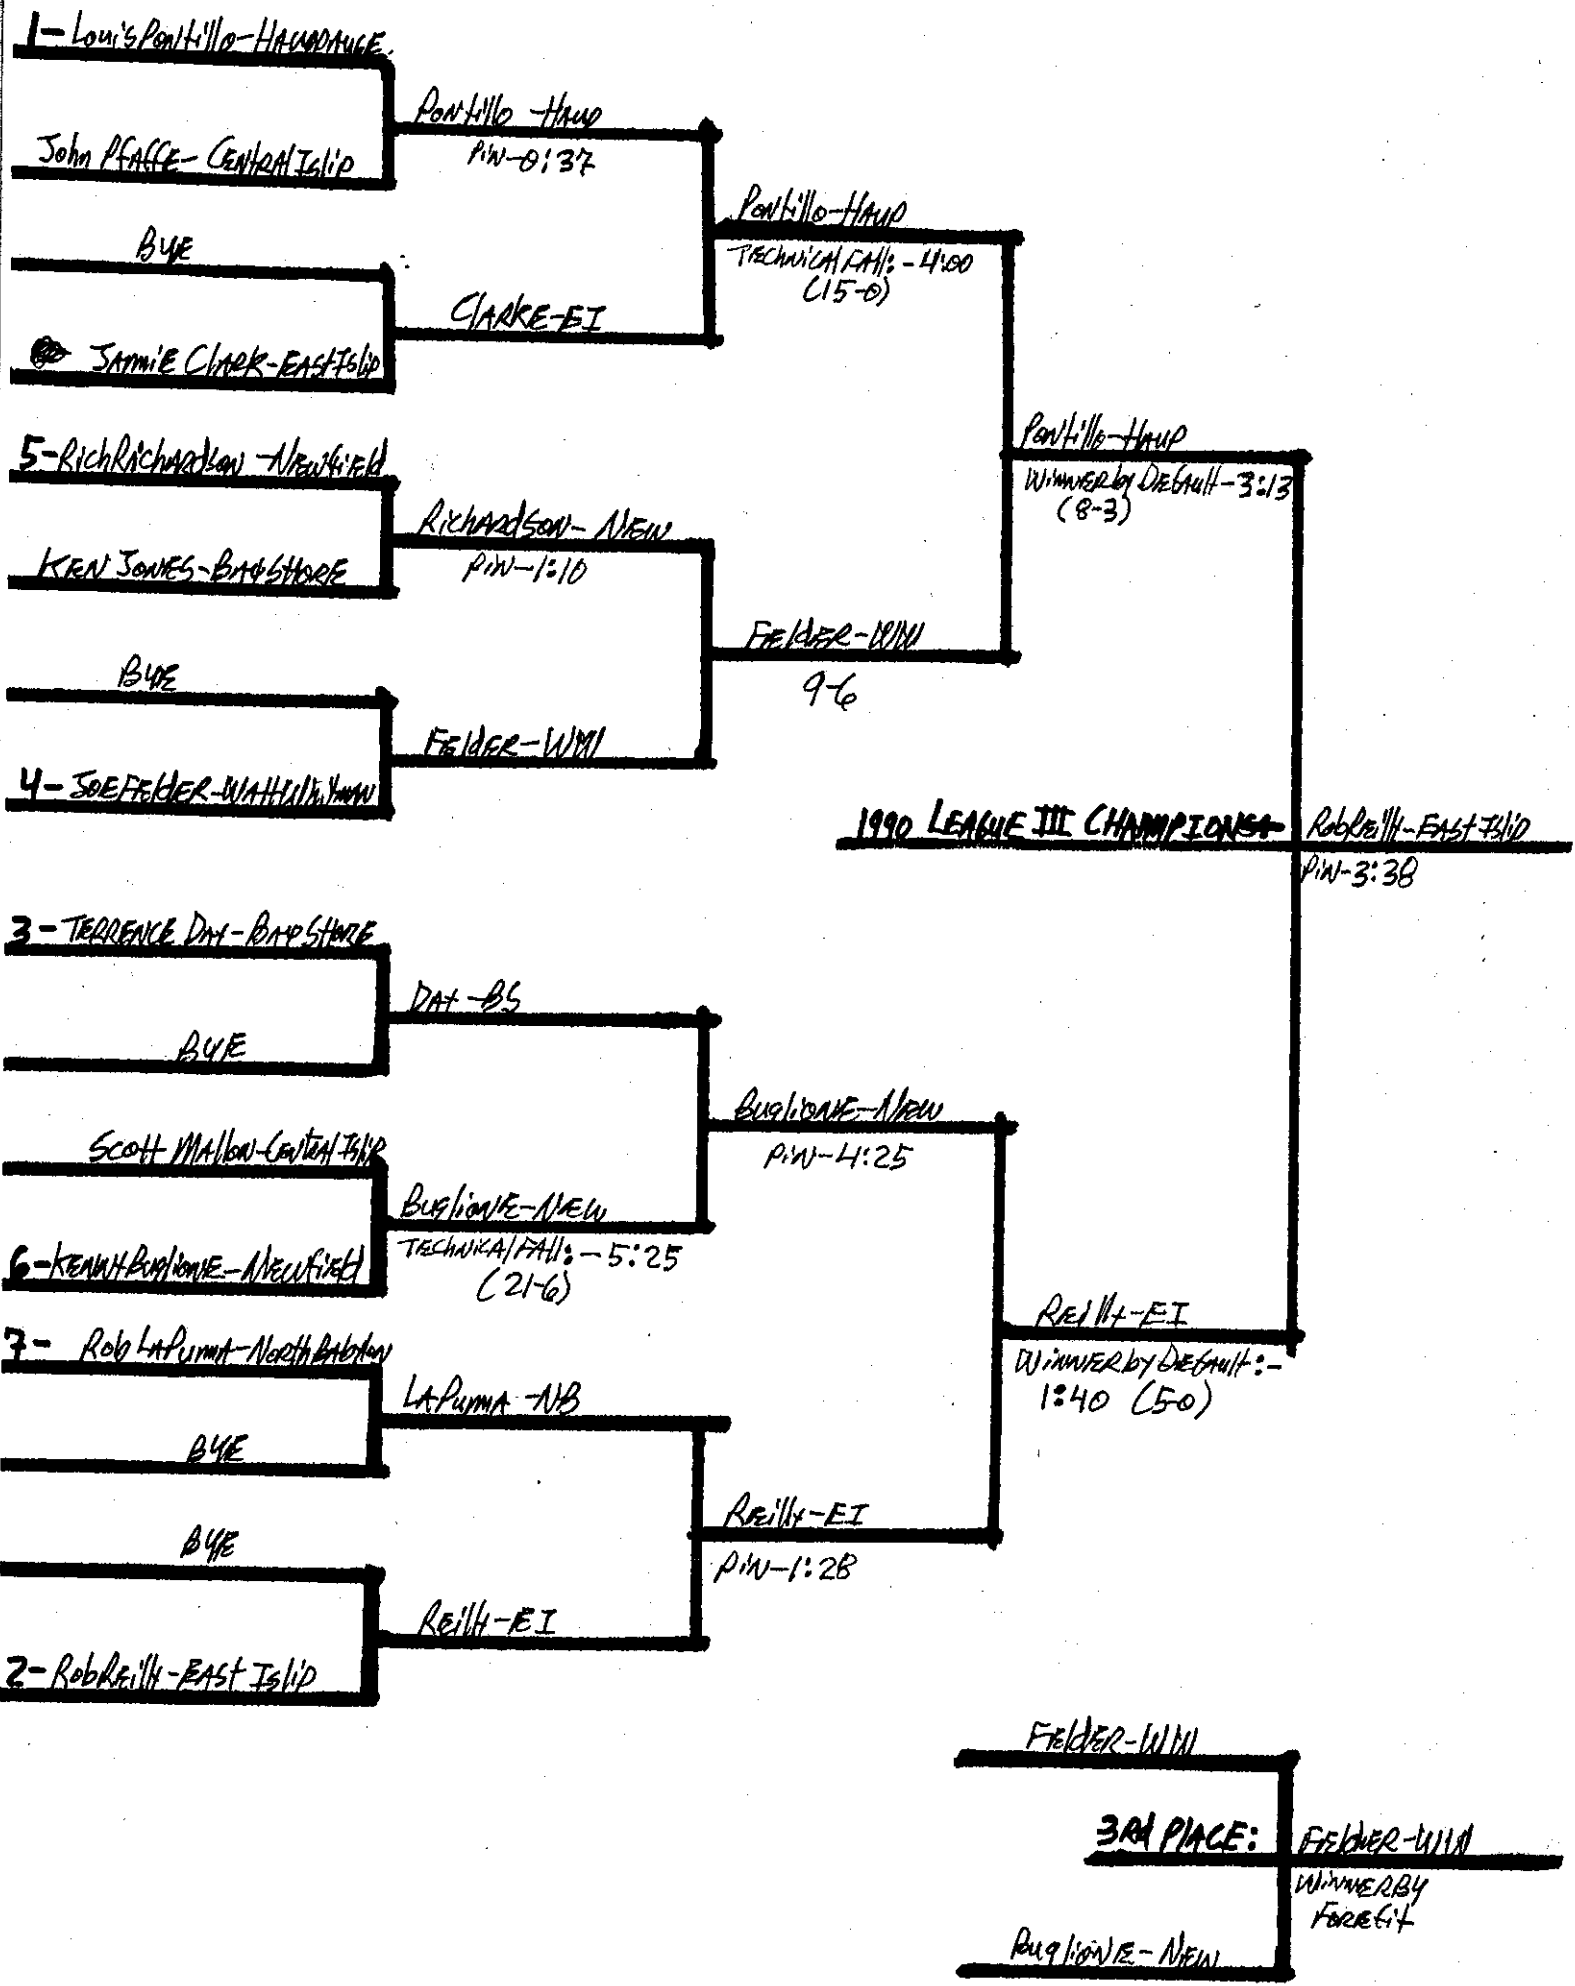 1-Louis Pontillo-Hauppauge
Pontillo-Haup
John Pfaffe-Central Islip
Pin-0:37
Pontillo-Haup
Bye
Technical Fall:-4:00
(15-0)
Clarke-EI
Jamie Clark-East Islip
Pontillo-Haup
5-Rich Richardson-Newfield
Winner by Default-3:13
(8-3)
Richardson-New
Ken Jones-Bay Shore
Pin-1:10
Felder-WW
Bye
9-6
Felder-WW
4-Joe Felder-Walt Whitman
1990 League III Champion- Rob Reilly-East Islip
Pin-3:38
3-Terrence Day-Bay Shore
Day-BS
Bye
Buglione-New
Scott Mallon-Central Islip
Pin-4:25
Buglione-New
6-Kenny Buglione-Newfield
Technical Fall:-5:25
(21-6)
Reilly-EI
7- Rob LaPuma-North Babylon
Winner by Default:-
1:40 (5-0)
LaPuma-NB
Bye
Reilly-EI
Bye
Pin-1:28
Reilly-EI
2-Rob Reilly-East Islip
Felder-WW
3rd Place: Felder-WW
Winner By
Forefit
Buglione-New